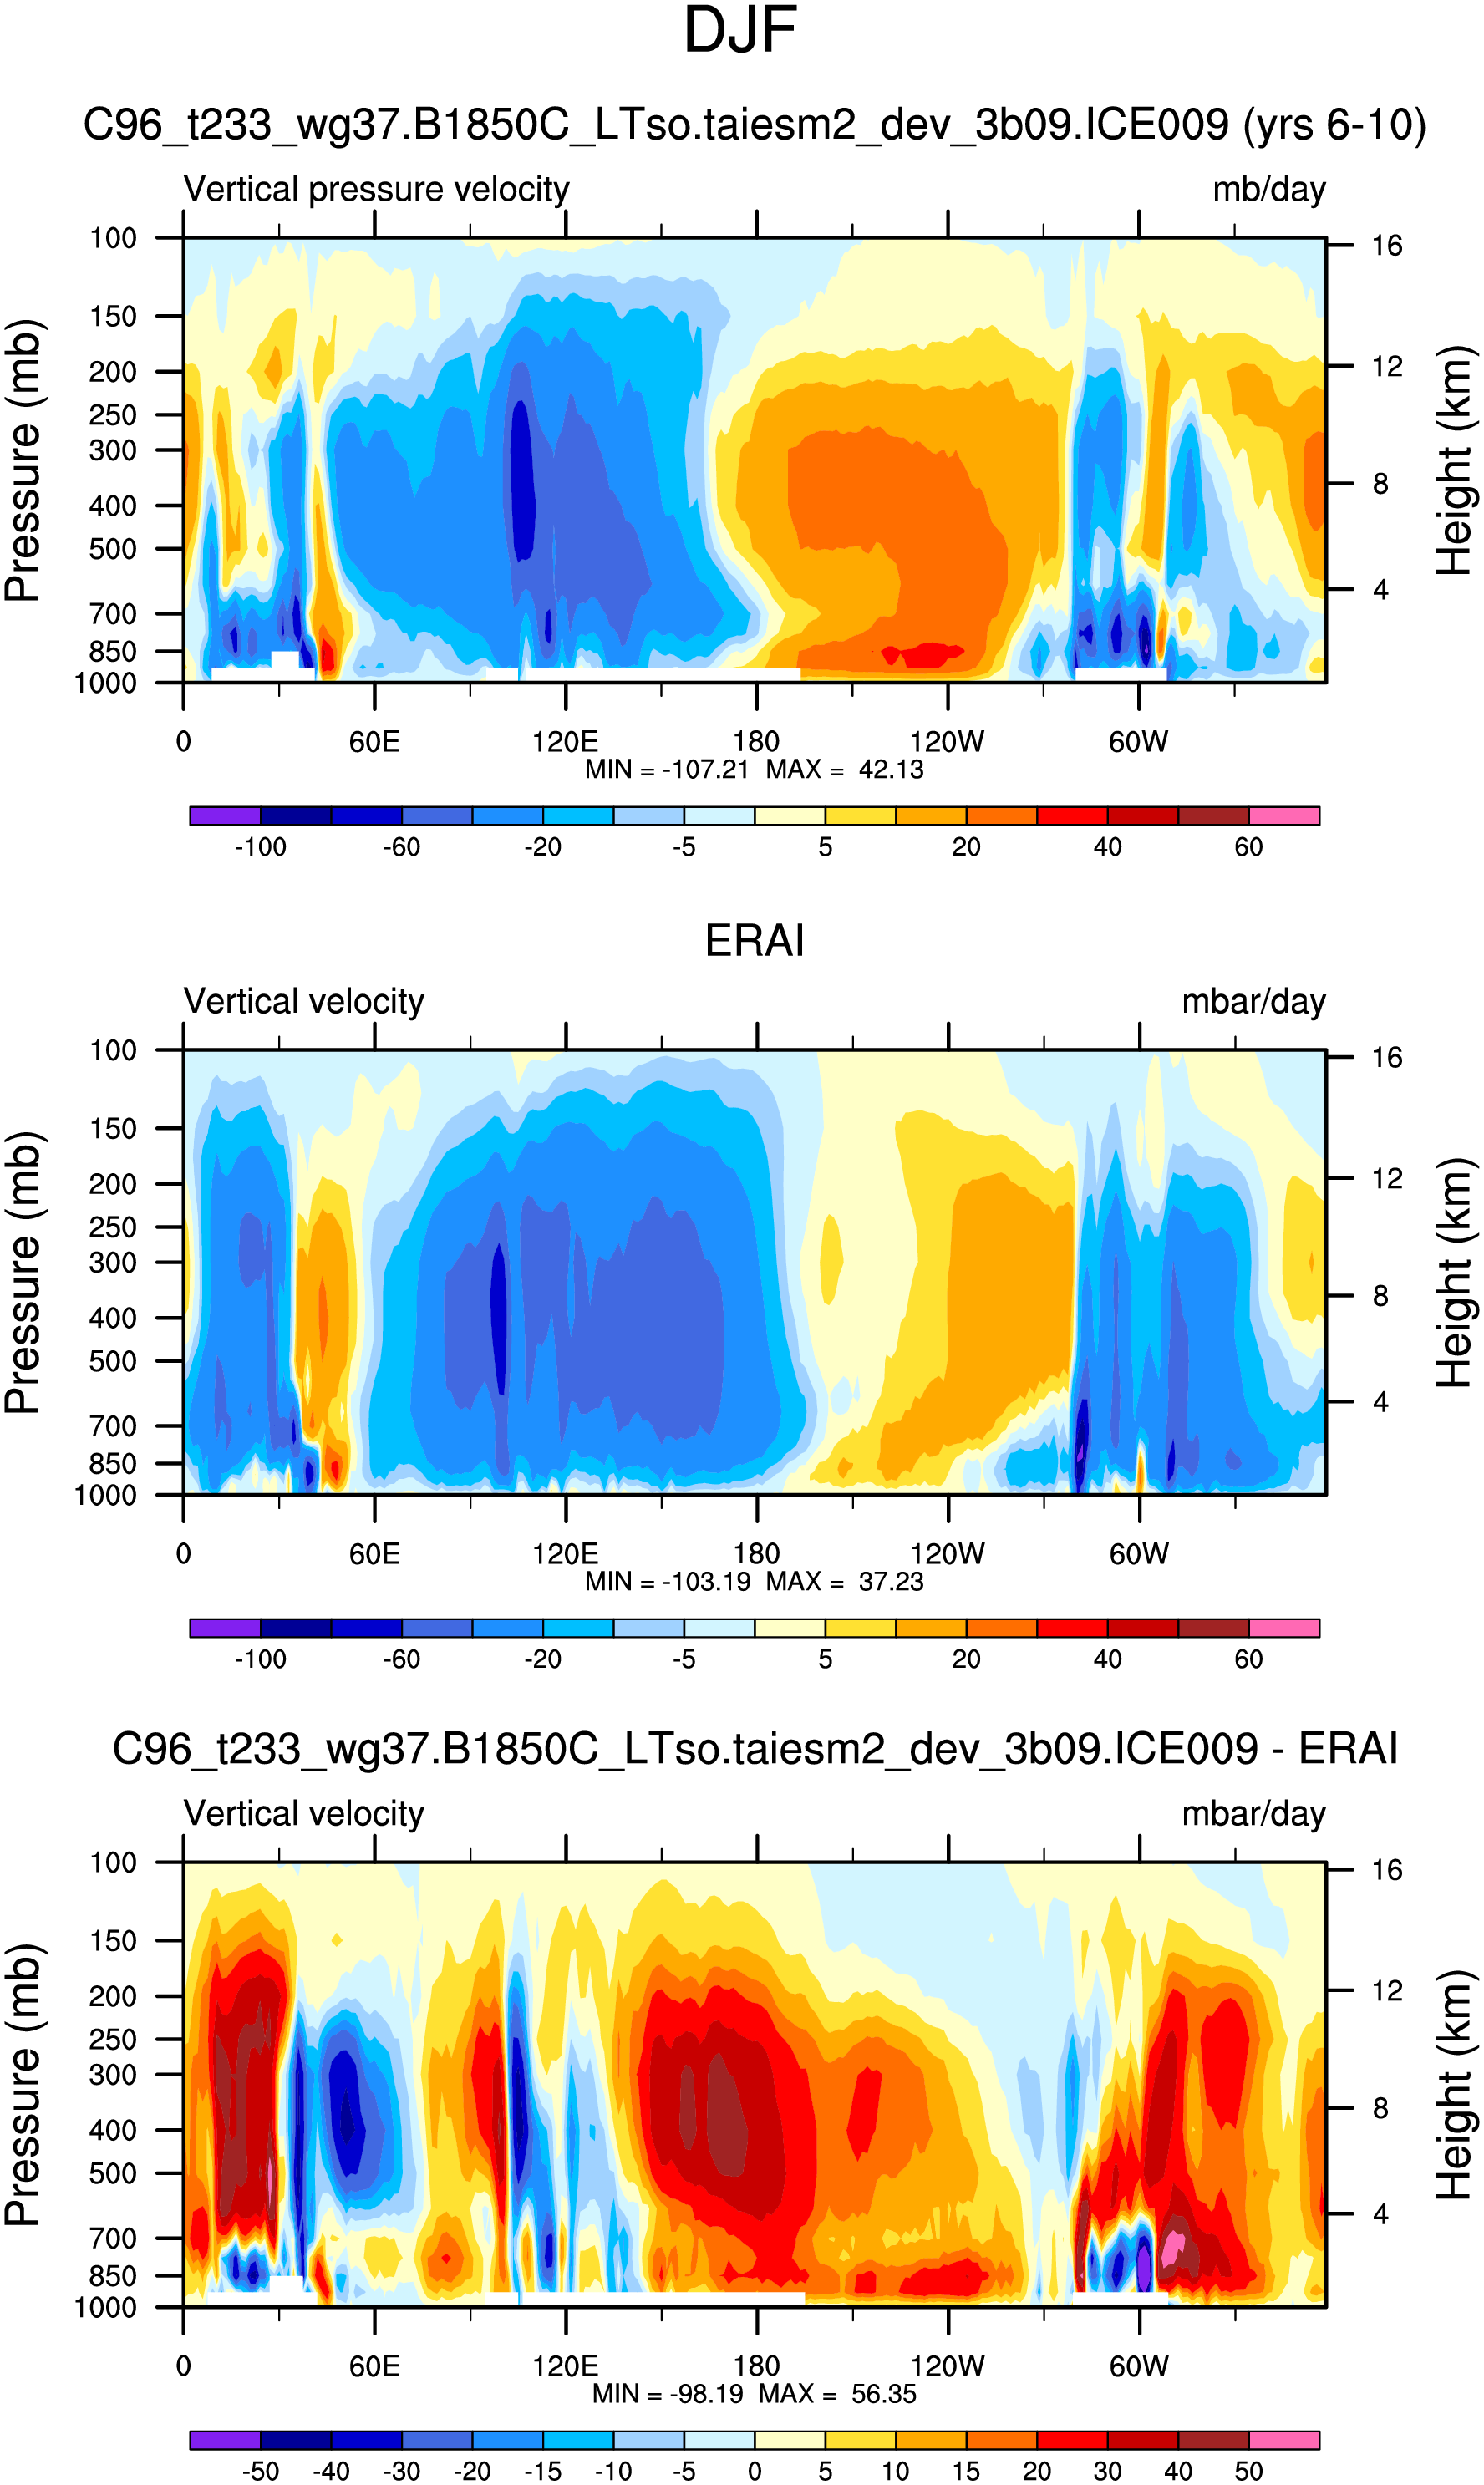 DJF
C96_t233_wg37.B1850C_LTso.taiesm2_dev_3b09.ICE009 (yrs 6-10)
Vertical pressure velocity mb/day
Pressure (mb)
100
150
200
250
300
400
500
700
850
1000
16
12
8
4
Height (km)
0 60E 120E 180 120W 60W
MIN = -107.21 MAX = 42.13
-100 -60 -20 -5 5 20 40 60
ERAI
Vertical velocity mbar/day
Pressure (mb)
100
150
200
250
300
400
500
700
850
1000
16
12
8
4
Height (km)
0 60E 120E 180 120W 60W
MIN = -103.19 MAX = 37.23
-100 -60 -20 -5 5 20 40 60
C96_t233_wg37.B1850C_LTso.taiesm2_dev_3b09.ICE009 - ERAI
Vertical velocity mbar/day
Pressure (mb)
100
150
200
250
300
400
500
700
850
1000
16
12
8
4
Height (km)
0 60E 120E 180 120W 60W
MIN = -98.19 MAX = 56.35
-50 -40 -30 -20 -15 -10 -5 0 5 10 15 20 30 40 50